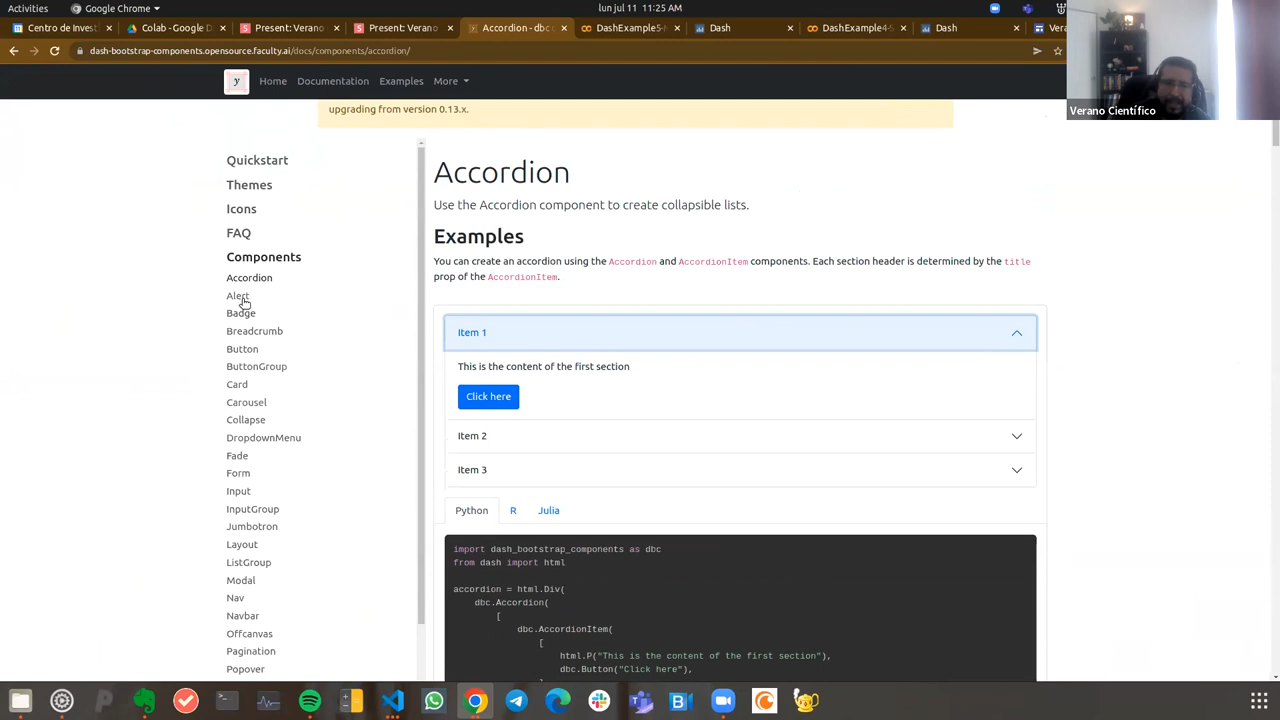 Activities
Google Chrome
lun jul 11 11:25 AM
Centro de Invest
Colab - Google D
Present: Verano
Present: Verano
Accordion - dbc d
DashExample5 - M
Dash
DashExample4 - S
Dash
dash-bootstrap-components.opensource.faculty.ai/docs/components/accordion/
Verano Científico
y
Home
Documentation
Examples
More
upgrading from version 0.13.x.
Quickstart
Themes
Icons
FAQ
Components
Accordion
Alert
Badge
Breadcrumb
Button
ButtonGroup
Card
Carousel
Collapse
DropdownMenu
Fade
Form
Input
InputGroup
Jumbotron
Layout
ListGroup
Modal
Nav
Navbar
Offcanvas
Pagination
Popover
Accordion
Use the Accordion component to create collapsible lists.
Examples
You can create an accordion using the Accordion and AccordionItem components. Each section header is determined by the title
prop of the AccordionItem.
Item 1
This is the content of the first section
Click here
Item 2
Item 3
Python
R
Julia
import dash_bootstrap_components as dbc
from dash import html
accordion = html.Div(
dbc.Accordion(
[
dbc.AccordionItem(
[
html.P("This is the content of the first section"),
dbc.Button("Click here"),